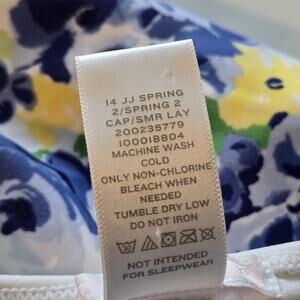 14 JJ SPRING
2/SPRING 2
CAP/SMR LAY
200235779
100018804
MACHINE WASH
COLD
ONLY NON-CHLORINE
BLEACH WHEN
NEEDED
TUMBLE DRY LOW
DO NOT IRON
NOT INTENDED
FOR SLEEPWEAR